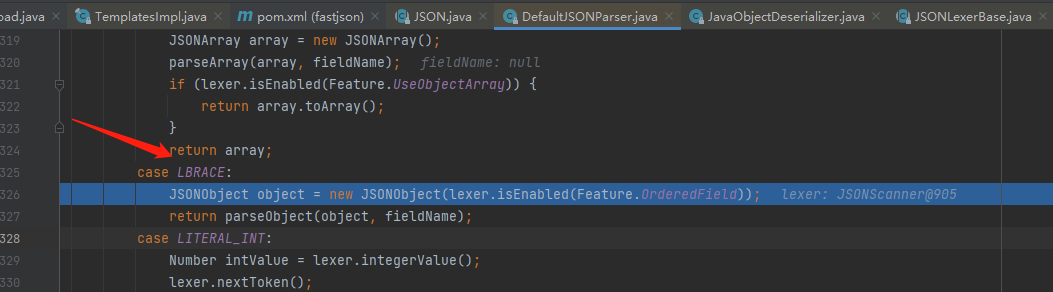 oad.java TemplatesImpl.java pom.xml (fastjson) JSON.java DefaultJSONParser.java JavaObjectDeserializer.java JSONLexerBase.java
319 JSONArray array = new JSONArray();
320 parseArray(array, fieldName); fieldName: null
321 if (lexer.isEnabled(Feature.UseObjectArray)) {
322 return array.toArray();
323 }
324 return array;
325 case LBRACE:
326 JSONObject object = new JSONObject(lexer.isEnabled(Feature.OrderedField)); lexer: JSONScanner@905
327 return parseObject(object, fieldName);
328 case LITERAL_INT:
329 Number intValue = lexer.integerValue();
330 lexer.nextToken();